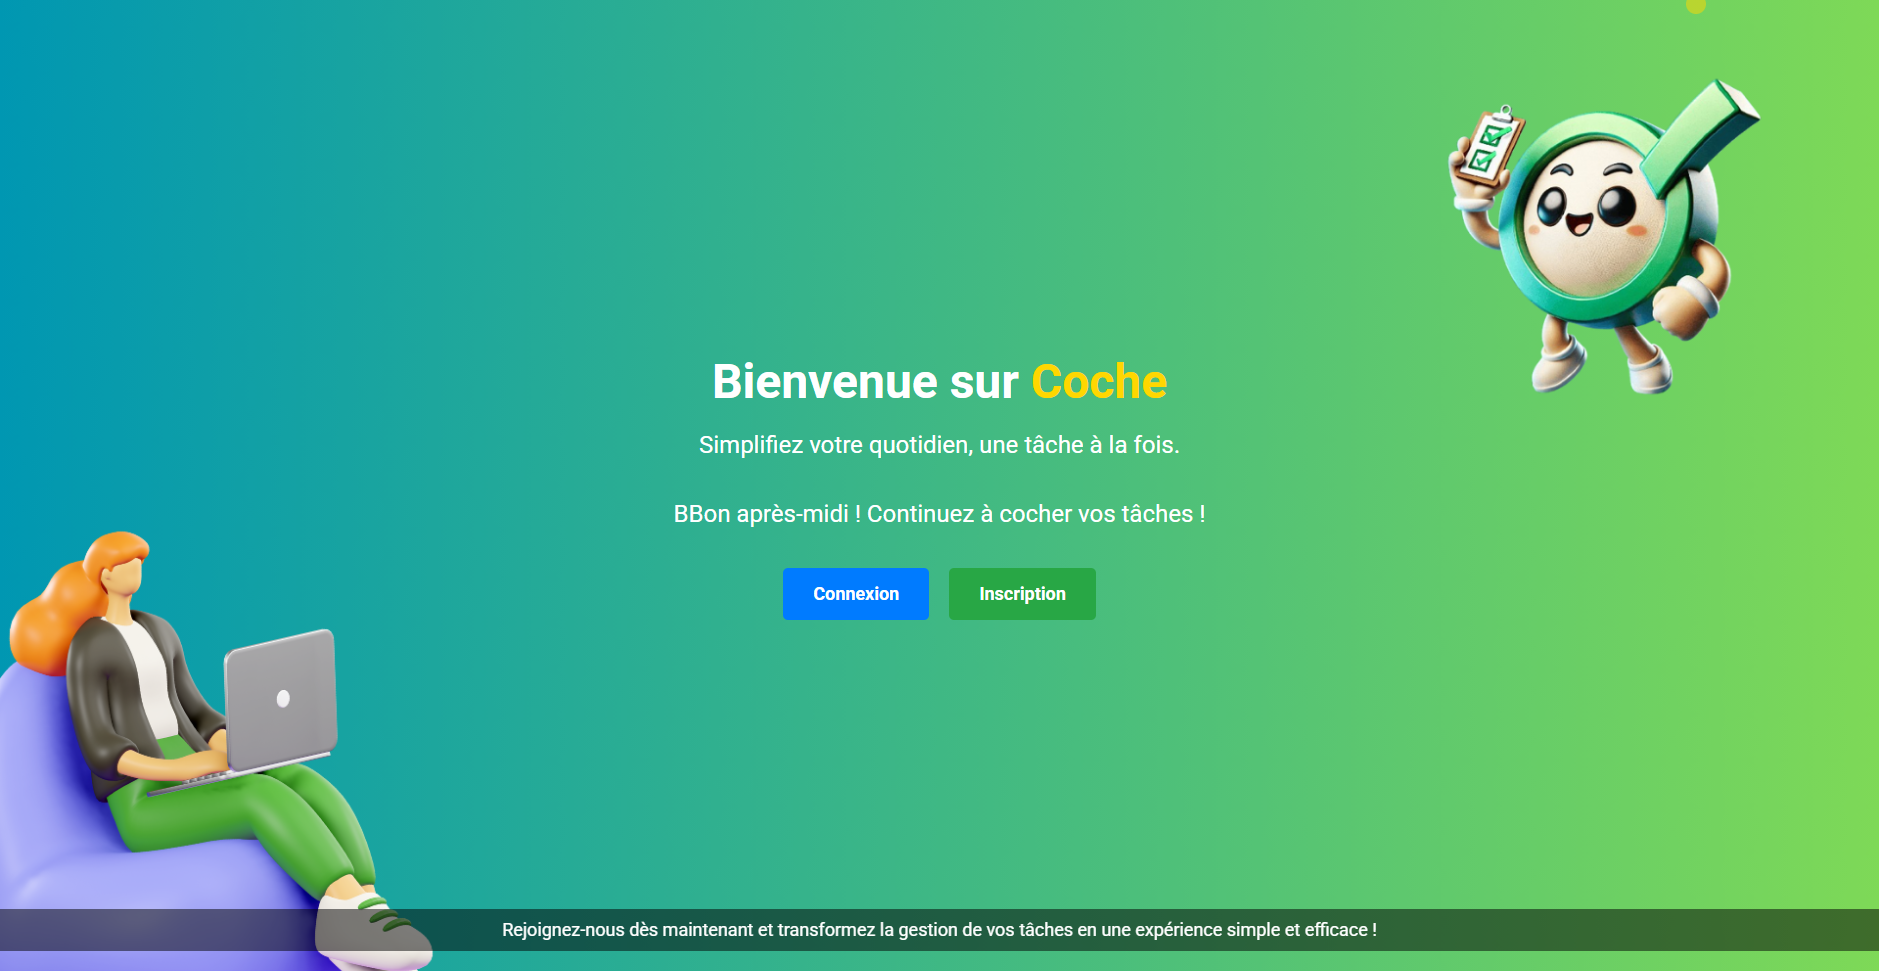 Bienvenue sur Coche
Simplifiez votre quotidien, une tâche à la fois.
BBon après-midi ! Continuez à cocher vos tâches !
Connexion
Inscription
Rejoignez-nous dès maintenant et transformez la gestion de vos tâches en une expérience simple et efficace !